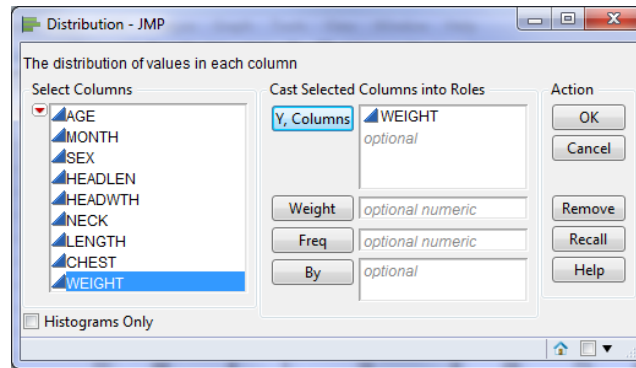 Distribution - JMP
The distribution of values in each column
Select Columns
AGE
MONTH
SEX
HEADLEN
HEADWTH
NECK
LENGTH
CHEST
WEIGHT
Histograms Only
Cast Selected Columns into Roles
Y, Columns
WEIGHT
optional
Weight
optional numeric
Freq
optional numeric
By
optional
Action
OK
Cancel
Remove
Recall
Help